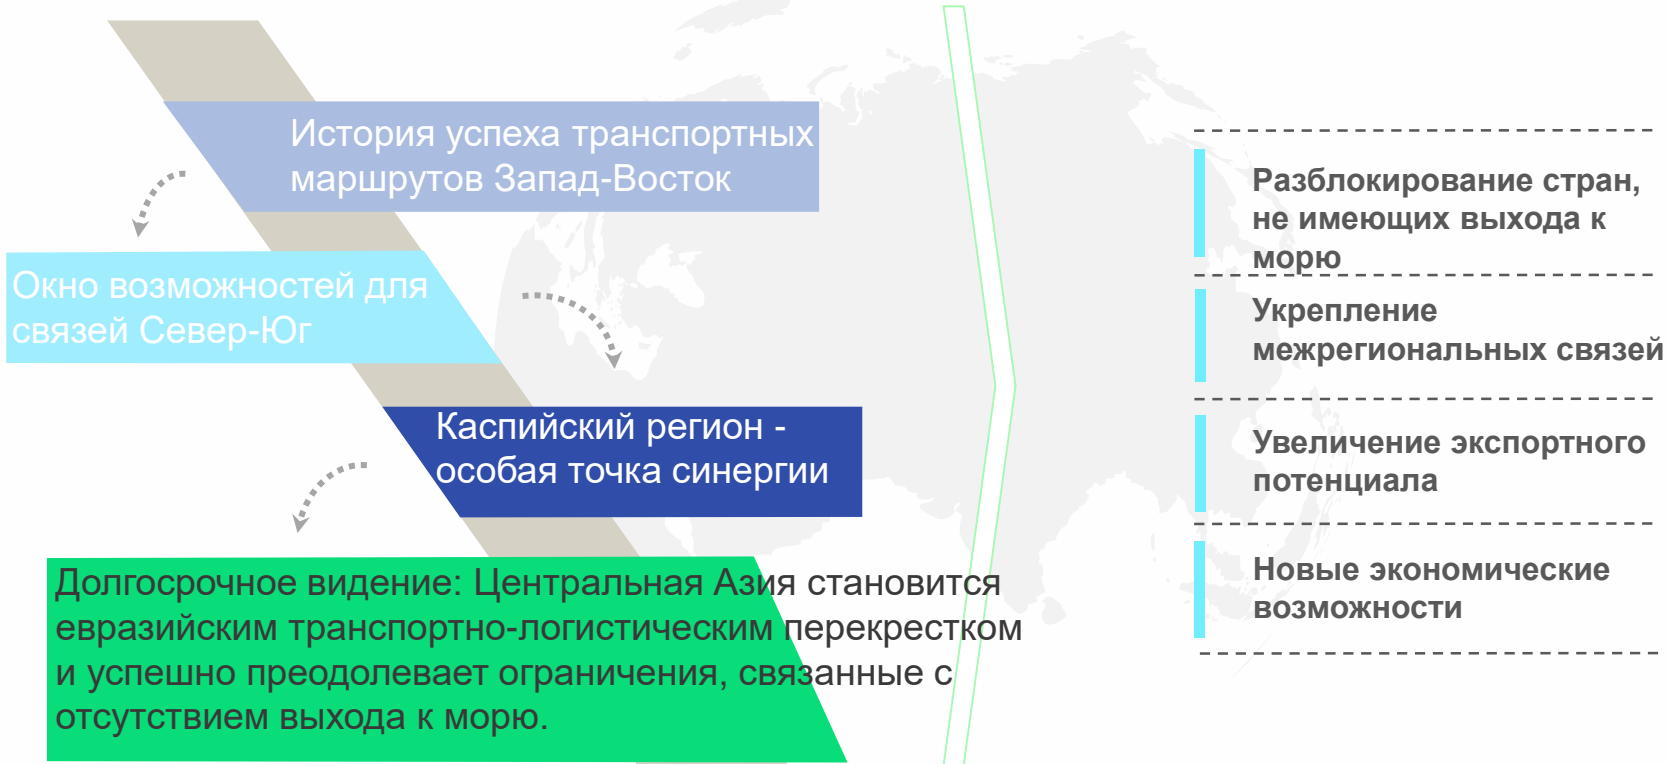 История успеха транспортных
маршрутов Запад-Восток
Окно возможностей для
связей Север-Юг
Каспийский регион -
особая точка синергии
Долгосрочное видение: Центральная Азия становится
евразийским транспортно-логистическим перекрестком
и успешно преодолевает ограничения, связанные с
отсутствием выхода к морю.
Разблокирование стран,
не имеющих выхода к
морю
Укрепление
межрегиональных связей
Увеличение экспортного
потенциала
Новые экономические
возможности